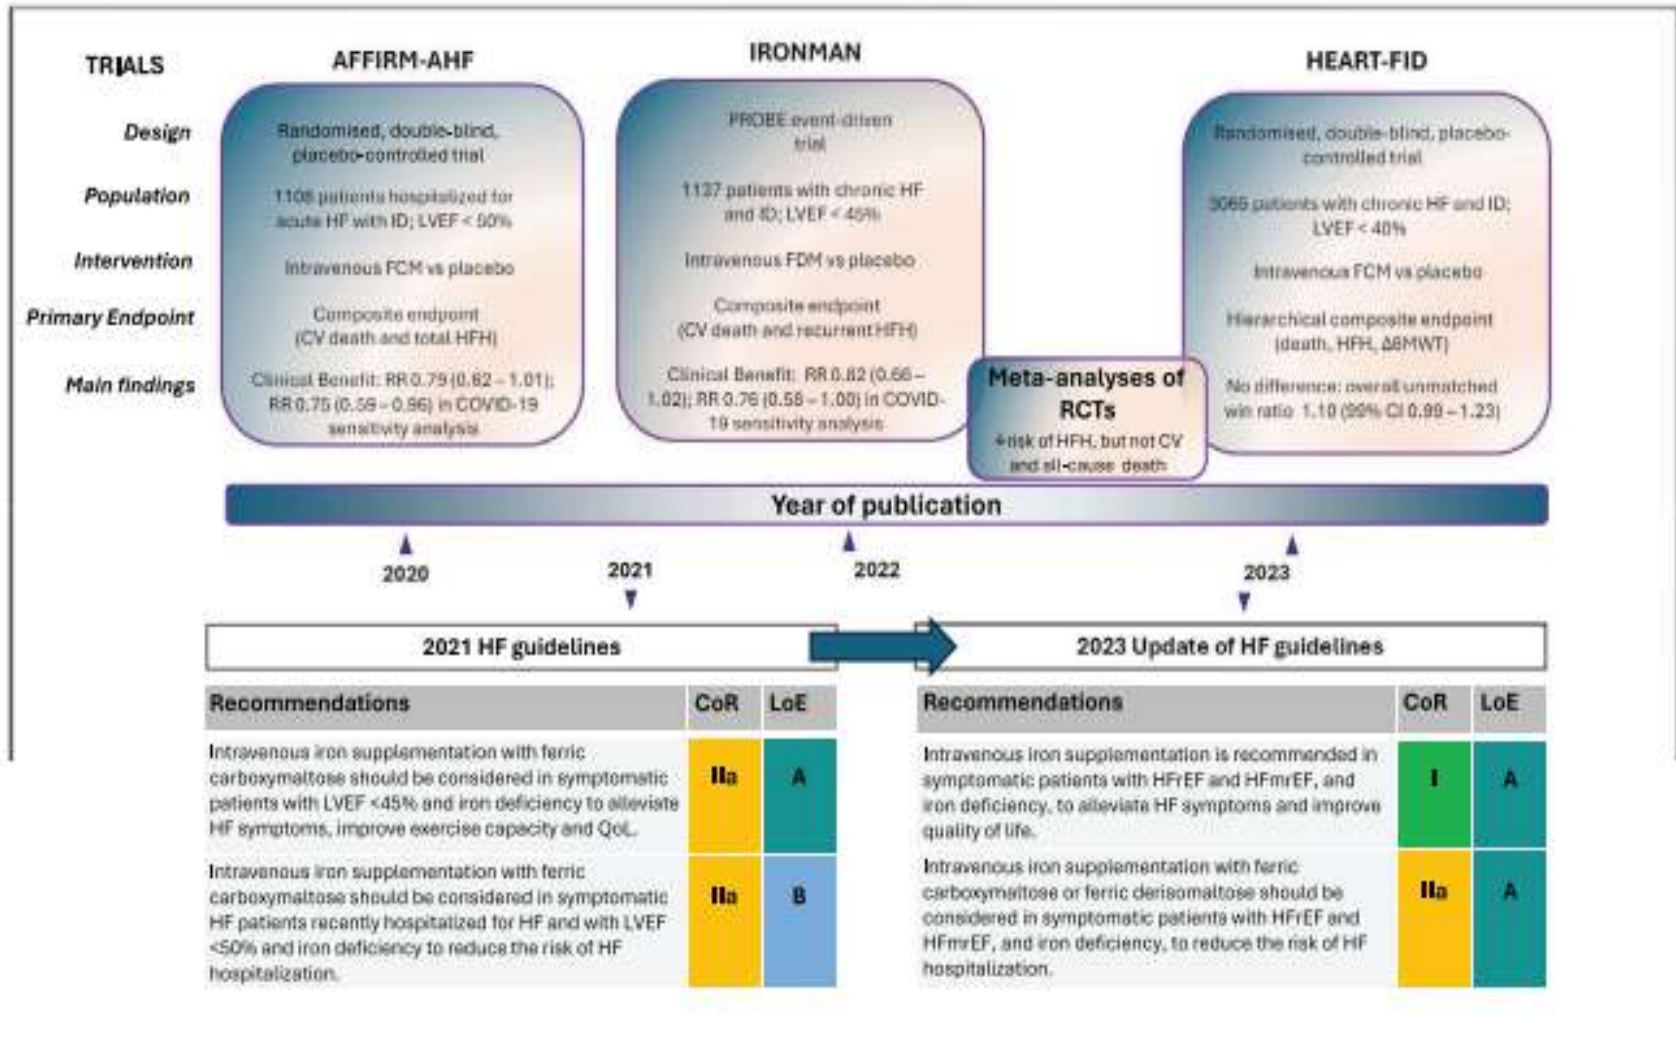 TRIALS
AFFIRM-AHF
IRONMAN
HEART-FID
Design
Population
Intervention
Primary Endpoint
Main findings
Randomised, double-blind,
placebo-controlled trial
1108 patients hospitalized for
acute HF with ID; LVEF < 50%
Intravenous FCM vs placebo
Composite endpoint
(CV death and total HFH)
Clinical Benefit: RR 0.79 (0.62 – 1.01);
RR 0.75 (0.59 – 0.96) in COVID-19
sensitivity analysis
PROBE event-driven
trial
1137 patients with chronic HF
and ID; LVEF < 45%
Intravenous FDM vs placebo
Composite endpoint
(CV death and recurrent HFH)
Clinical Benefit: RR 0.82 (0.66 –
1.02); RR 0.76 (0.58 – 1.00) in COVID-
19 sensitivity analysis
Meta-analyses of
RCTs
↓risk of HFH, but not CV
and all-cause death
Randomised, double-blind, placebo-
controlled trial
3065 patients with chronic HF and ID;
LVEF < 40%
Intravenous FCM vs placebo
Hierarchical composite endpoint
(death, HFH, Δ6MWT)
No difference: overall unmatched
win ratio 1.10 (99% CI 0.99 – 1.23)
Year of publication
2020
2021
2022
2023
2021 HF guidelines
Recommendations CoR LoE
Intravenous iron supplementation with ferric
carboxymaltose should be considered in symptomatic
patients with LVEF <45% and iron deficiency to alleviate
HF symptoms, improve exercise capacity and QoL.
IIa A
Intravenous iron supplementation with ferric
carboxymaltose should be considered in symptomatic
HF patients recently hospitalized for HF and with LVEF
<50% and iron deficiency to reduce the risk of HF
hospitalization.
IIa B
2023 Update of HF guidelines
Recommendations CoR LoE
Intravenous iron supplementation is recommended in
symptomatic patients with HFrEF and HFmrEF, and
iron deficiency, to alleviate HF symptoms and improve
quality of life.
I A
Intravenous iron supplementation with ferric
carboxymaltose or ferric derisomaltose should be
considered in symptomatic patients with HFrEF and
HFmrEF, and iron deficiency, to reduce the risk of HF
hospitalization.
IIa A